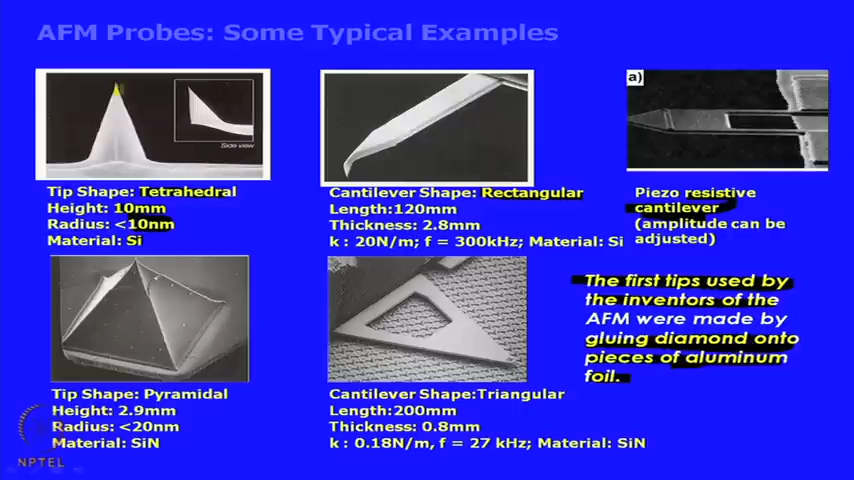 AFM Probes: Some Typical Examples
Side view
a)
Tip Shape: Tetrahedral
Height: 10mm
Radius: <10nm
Material: Si
Cantilever Shape: Rectangular
Length:120mm
Thickness: 2.8mm
k : 20N/m; f = 300kHz; Material: Si
Piezo resistive
cantilever
(amplitude can be
adjusted)
The first tips used by
the inventors of the
AFM were made by
gluing diamond onto
pieces of aluminum
foil.
Tip Shape: Pyramidal
Height: 2.9mm
Radius: <20nm
Material: SiN
Cantilever Shape:Triangular
Length:200mm
Thickness: 0.8mm
k : 0.18N/m, f = 27 kHz; Material: SiN
NPTEL